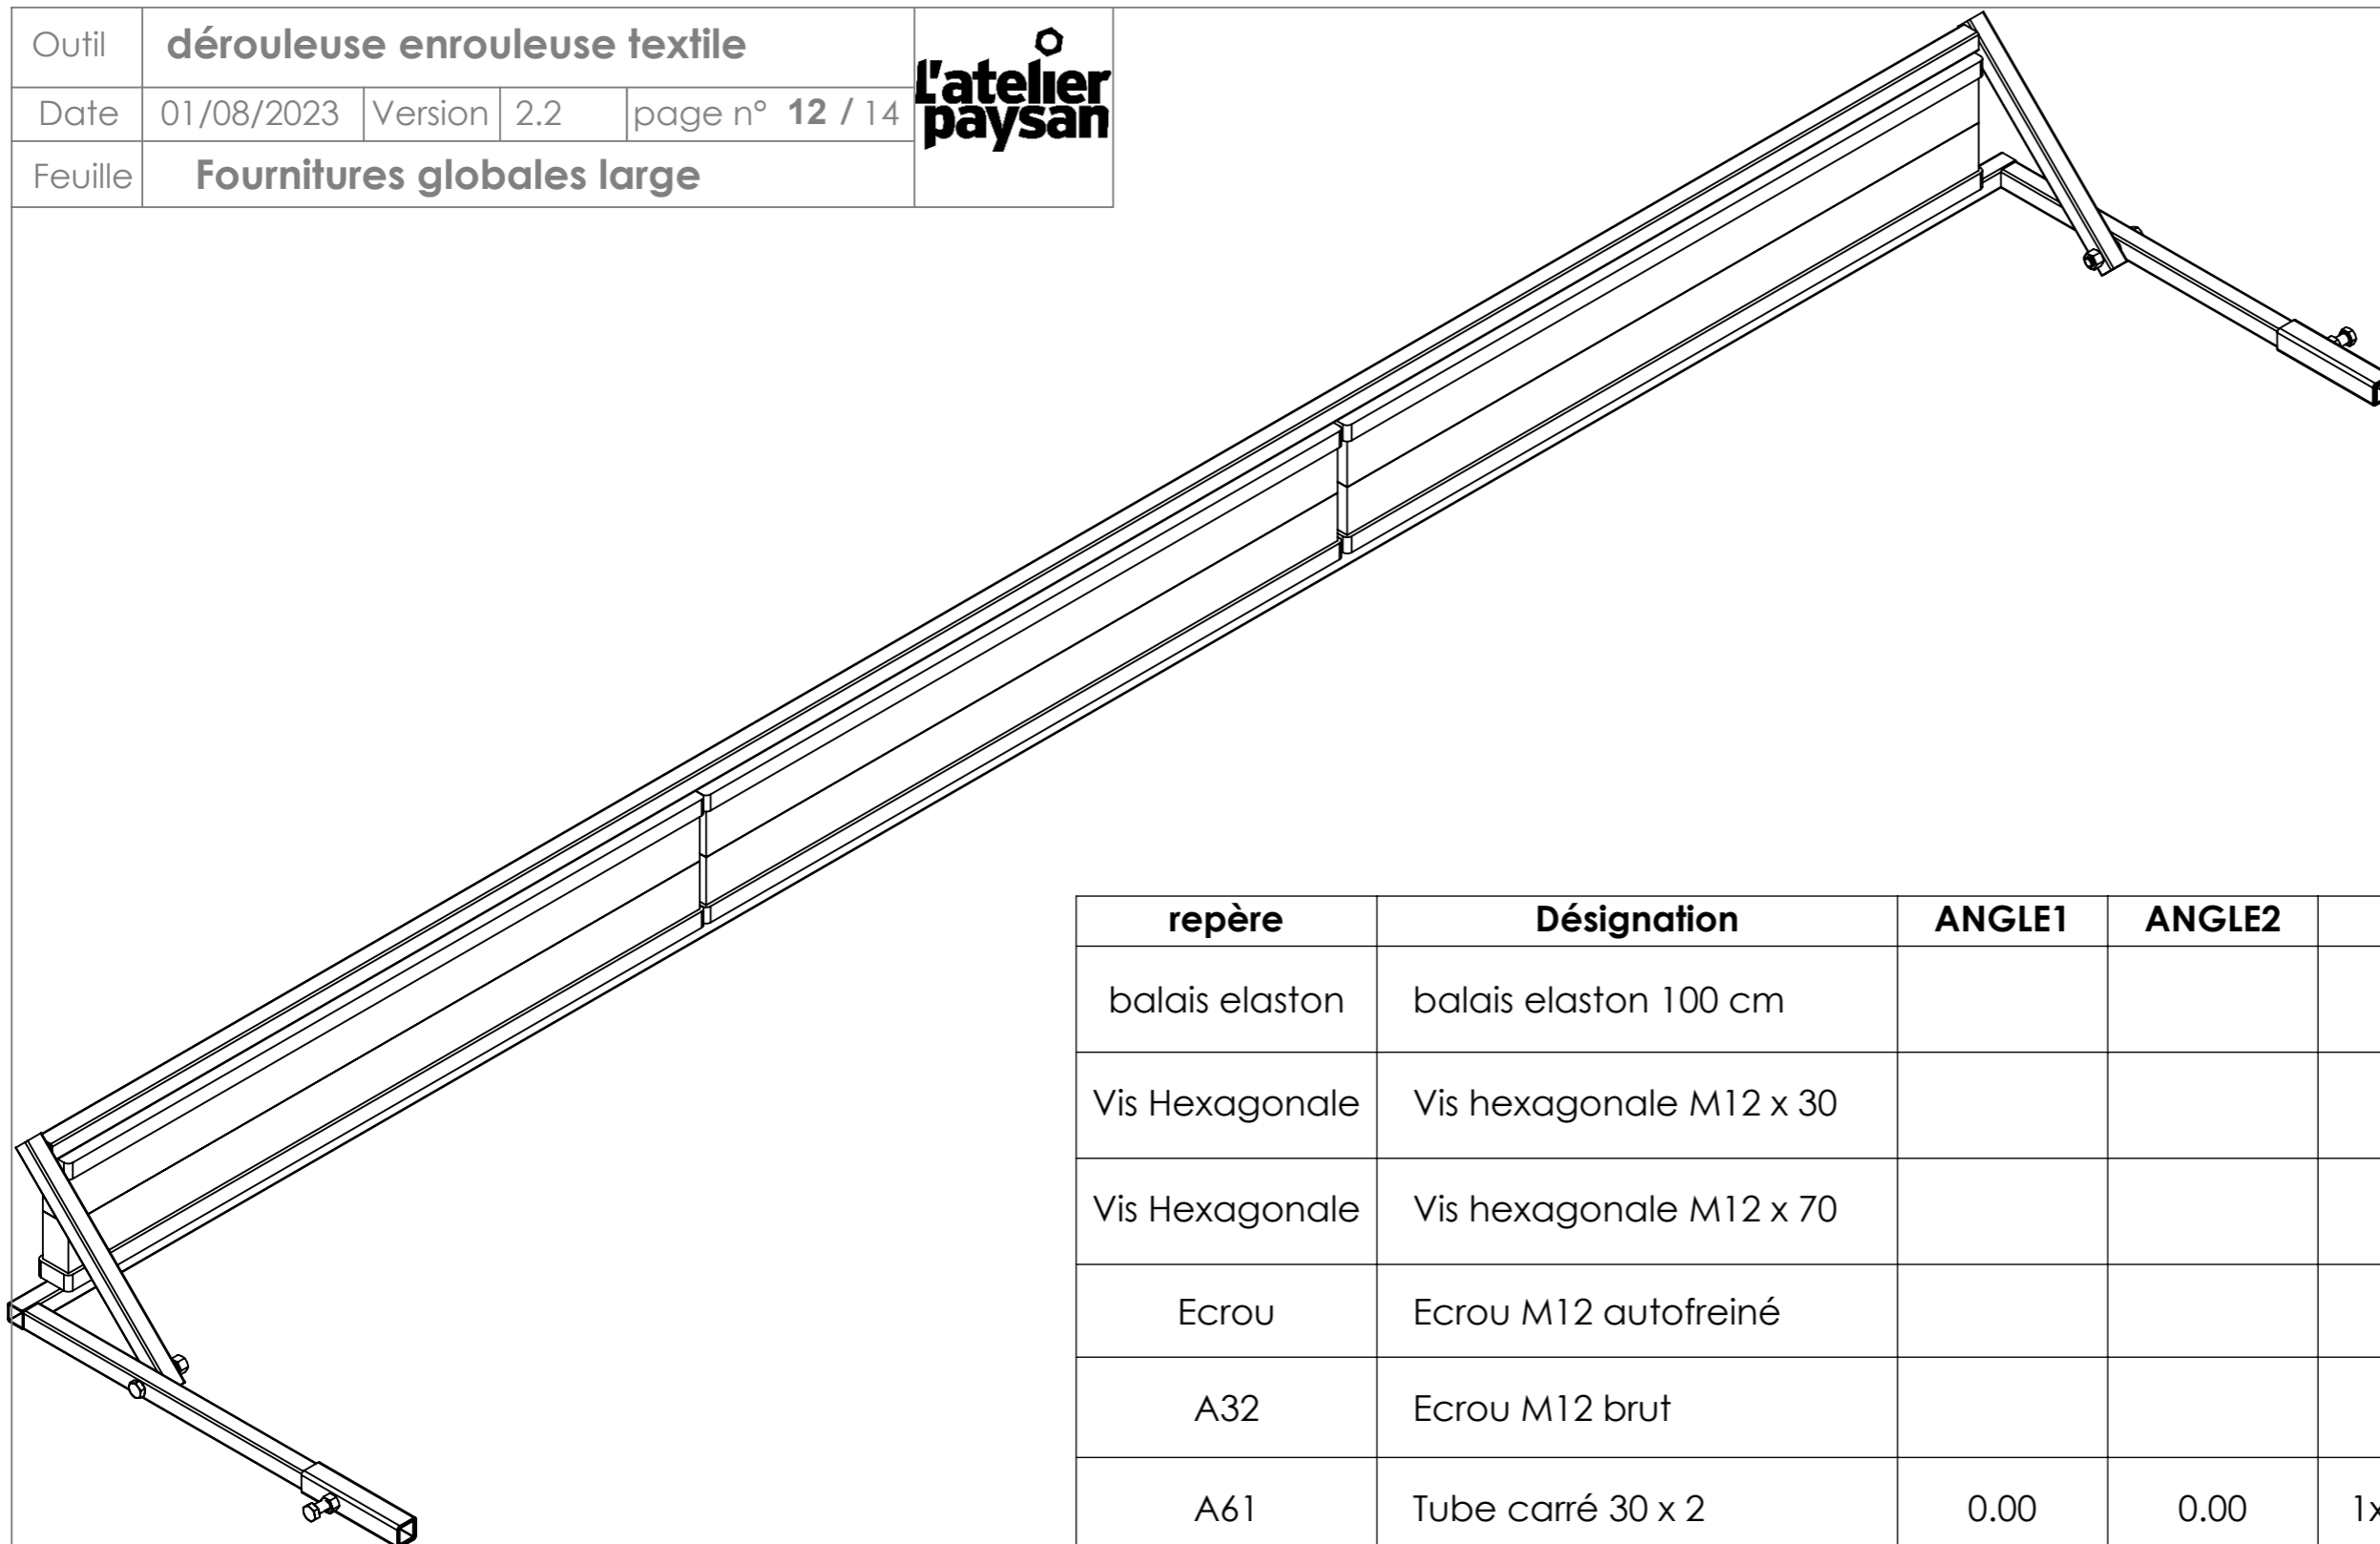 Outil dérouleuse enrouleuse textile
Date 01/08/2023 Version 2.2 page n° 12 / 14
Feuille Fournitures globales large
l'atelier
paysan
repère Désignation ANGLE1 ANGLE2
balais elaston balais elaston 100 cm
Vis Hexagonale Vis hexagonale M12 x 30
Vis Hexagonale Vis hexagonale M12 x 70
Ecrou Ecrou M12 autofreiné
A32 Ecrou M12 brut
A61 Tube carré 30 x 2 0.00 0.00 1x